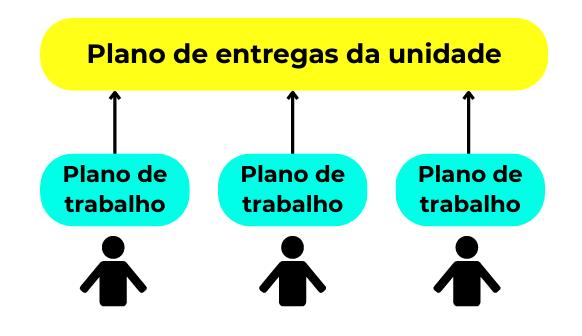 Plano de entregas da unidade
Plano de
trabalho
Plano de
trabalho
Plano de
trabalho